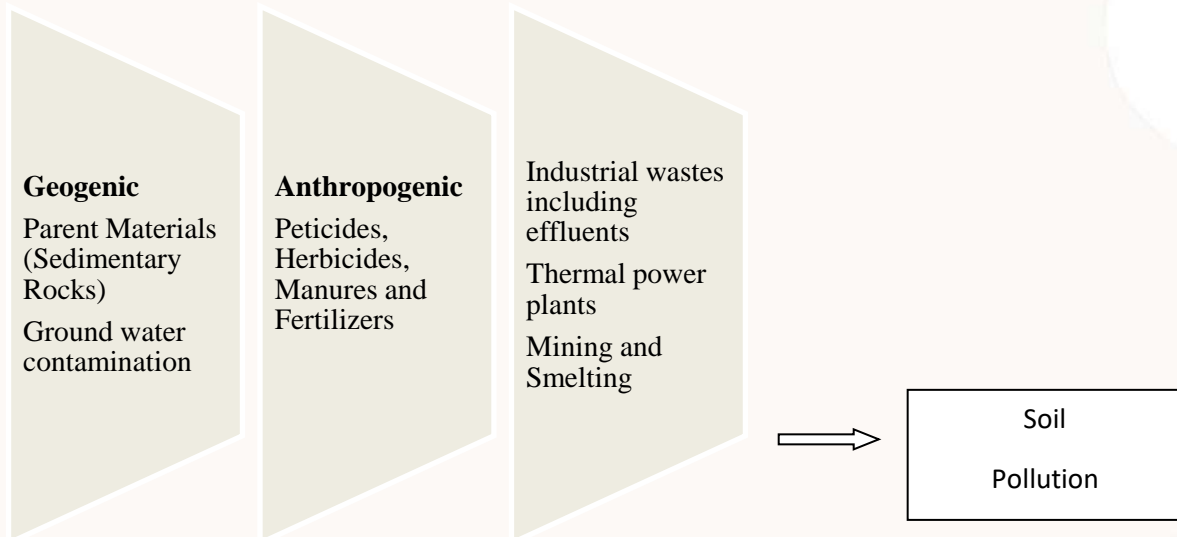 Geogenic
Parent Materials
(Sedimentary
Rocks)
Ground water
contamination
Anthropogenic
Peticides,
Herbicides,
Manures and
Fertilizers
Industrial wastes
including
effluents
Thermal power
plants
Mining and
Smelting
Soil
Pollution